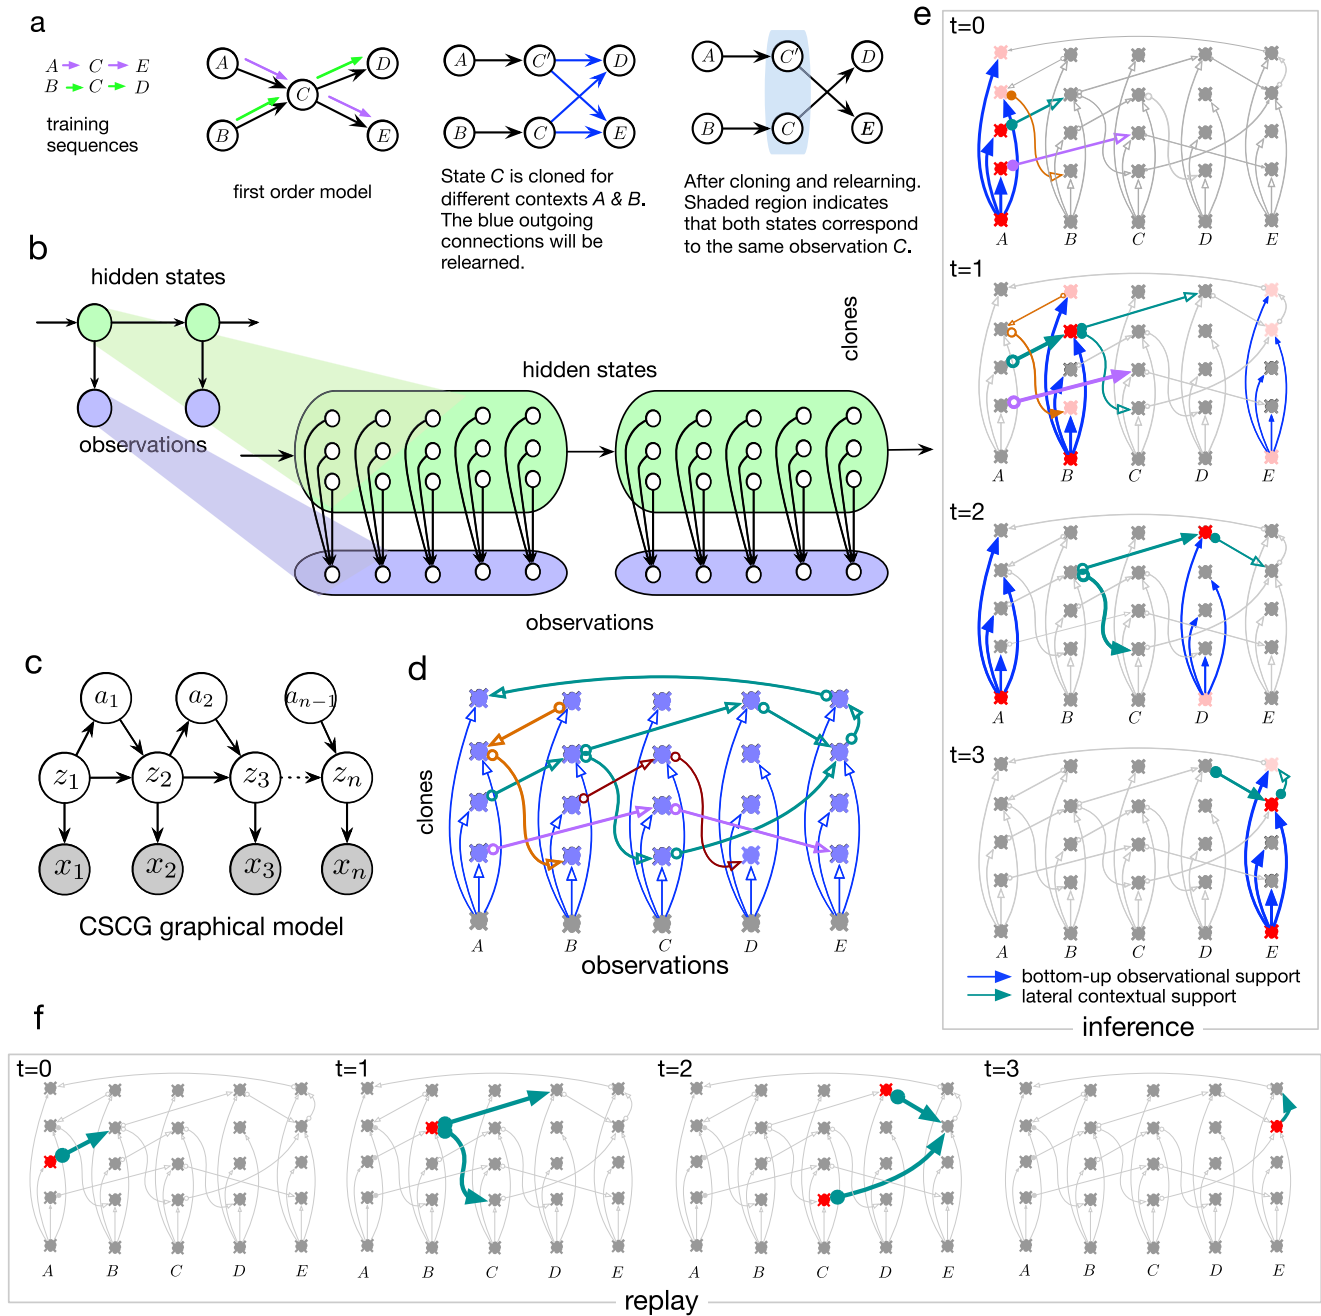 a
A → C → E
B → C → D
training
sequences
A
B
C
D
E
first order model
A
B
C'
C
D
E
State C is cloned for
different contexts A & B.
The blue outgoing
connections will be
relearned.
A
B
C'
C
D
E
After cloning and relearning.
Shaded region indicates
that both states correspond
to the same observation C.
b
hidden states
observations
hidden states
clones
observations
c
a1 a2 an−1
z1 z2 z3 zn
x1 x2 x3 xn
CSCG graphical model
d
clones
A B C D E
observations
e
t=0
A B C D E
t=1
A B C D E
t=2
A B C D E
t=3
A B C D E
bottom-up observational support
lateral contextual support
inference
f
t=0 t=1 t=2 t=3
A B C D E A B C D E A B C D E A B C D E
replay